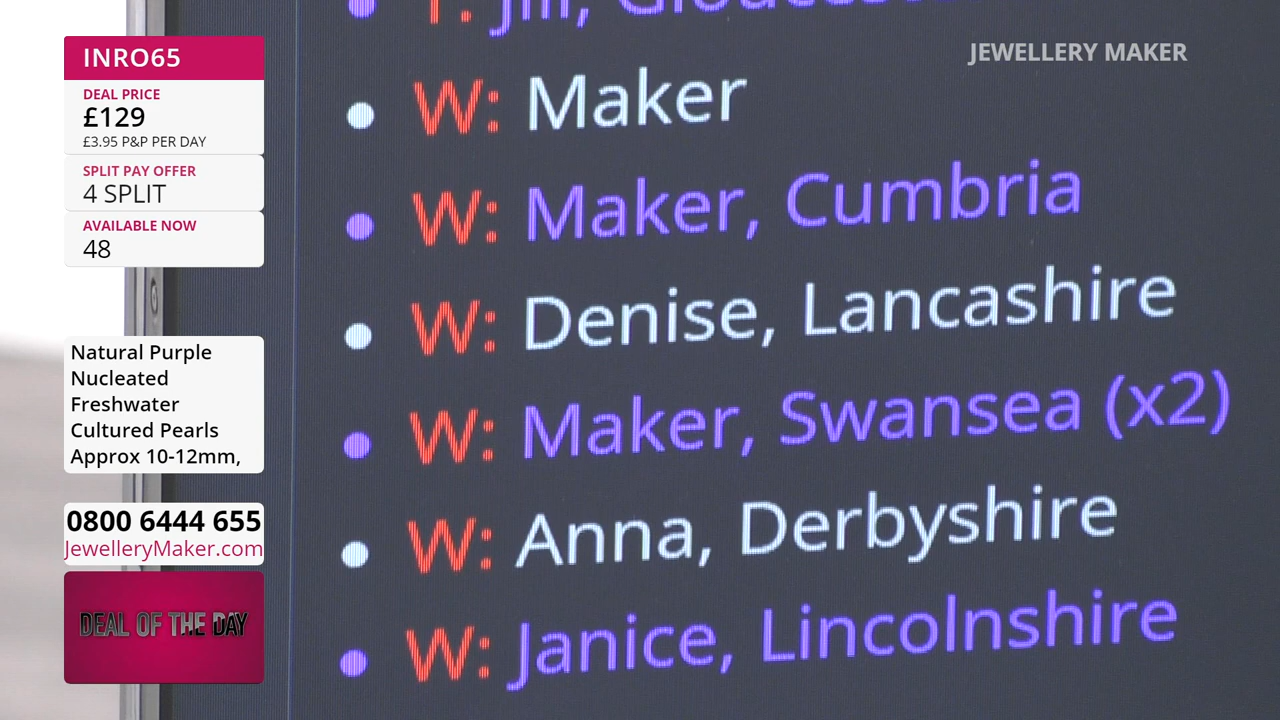 INRO65
DEAL PRICE
£129
£3.95 P&P PER DAY
SPLIT PAY OFFER
4 SPLIT
AVAILABLE NOW
48
Natural Purple
Nucleated
Freshwater
Cultured Pearls
Approx 10-12mm,
0800 6444 655
JewelleryMaker.com
DEAL OF THE DAY
JEWELLERY MAKER
T: Jill,
W: Maker
W: Maker, Cumbria
W: Denise, Lancashire
W: Maker, Swansea (x2)
W: Anna, Derbyshire
W: Janice, Lincolnshire